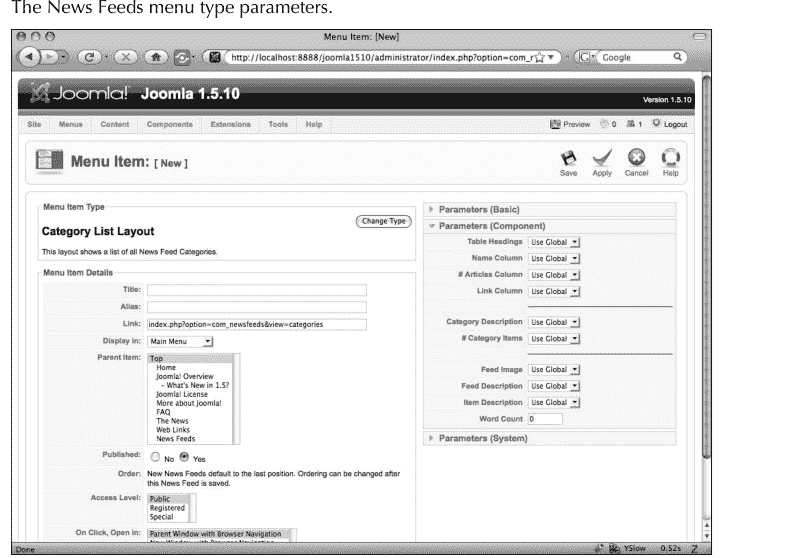 The News Feeds menu type parameters.
Menu Item: [New]
http://localhost:8888/joomla1510/administrator/index.php?option=com_r
Google
Joomla! Joomla 1.5.10
Version 1.5.10
Site Menus Content Components Extensions Tools Help
Preview 0 1 Logout
Menu Item: [ New ]
Save Apply Cancel Help
Menu Item Type
Change Type
Category List Layout
This layout shows a list of all News Feed Categories.
Menu Item Details
Title:
Alias:
Link: index.php?option=com_newsfeeds&view=categories
Display in: Main Menu
Parent Item: Top
Home
Joomla! Overview
- What's New in 1.5?
Joomla! License
More about Joomla!
FAQ
The News
Web Links
News Feeds
Published: No Yes
Order: New News Feeds default to the last position. Ordering can be changed after
this News Feed is saved.
Access Level: Public
Registered
Special
On Click, Open in: Parent Window with Browser Navigation
Parameters (Basic)
Parameters (Component)
Table Headings Use Global
Name Column Use Global
# Articles Column Use Global
Link Column Use Global
Category Description Use Global
# Category Items Use Global
Feed Image Use Global
Feed Description Use Global
Item Description Use Global
Word Count 0
Parameters (System)
Done
YSlow 0.52s